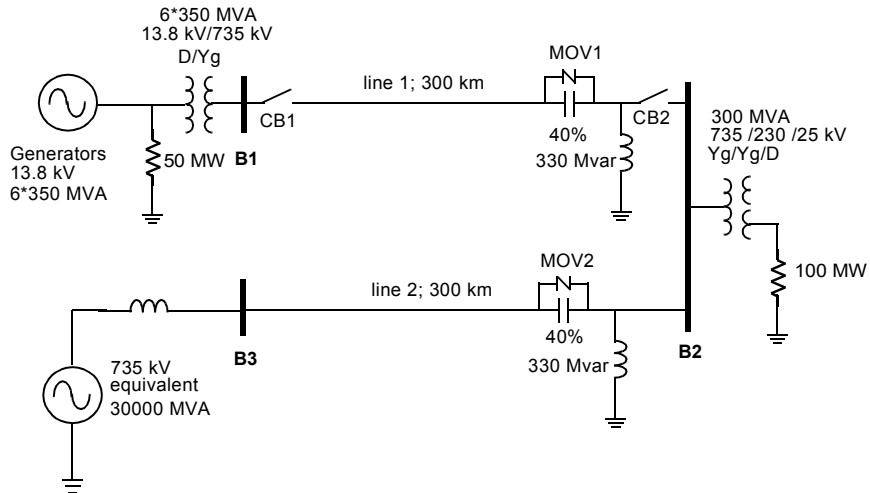 6*350 MVA
13.8 kV/735 kV
D/Yg
CB1
B1
50 MW
Generators
13.8 kV
6*350 MVA
line 1; 300 km
MOV1
40%
330 Mvar
CB2
300 MVA
735 /230 /25 kV
Yg/Yg/D
100 MW
B2
line 2; 300 km
MOV2
40%
330 Mvar
B3
735 kV
equivalent
30000 MVA